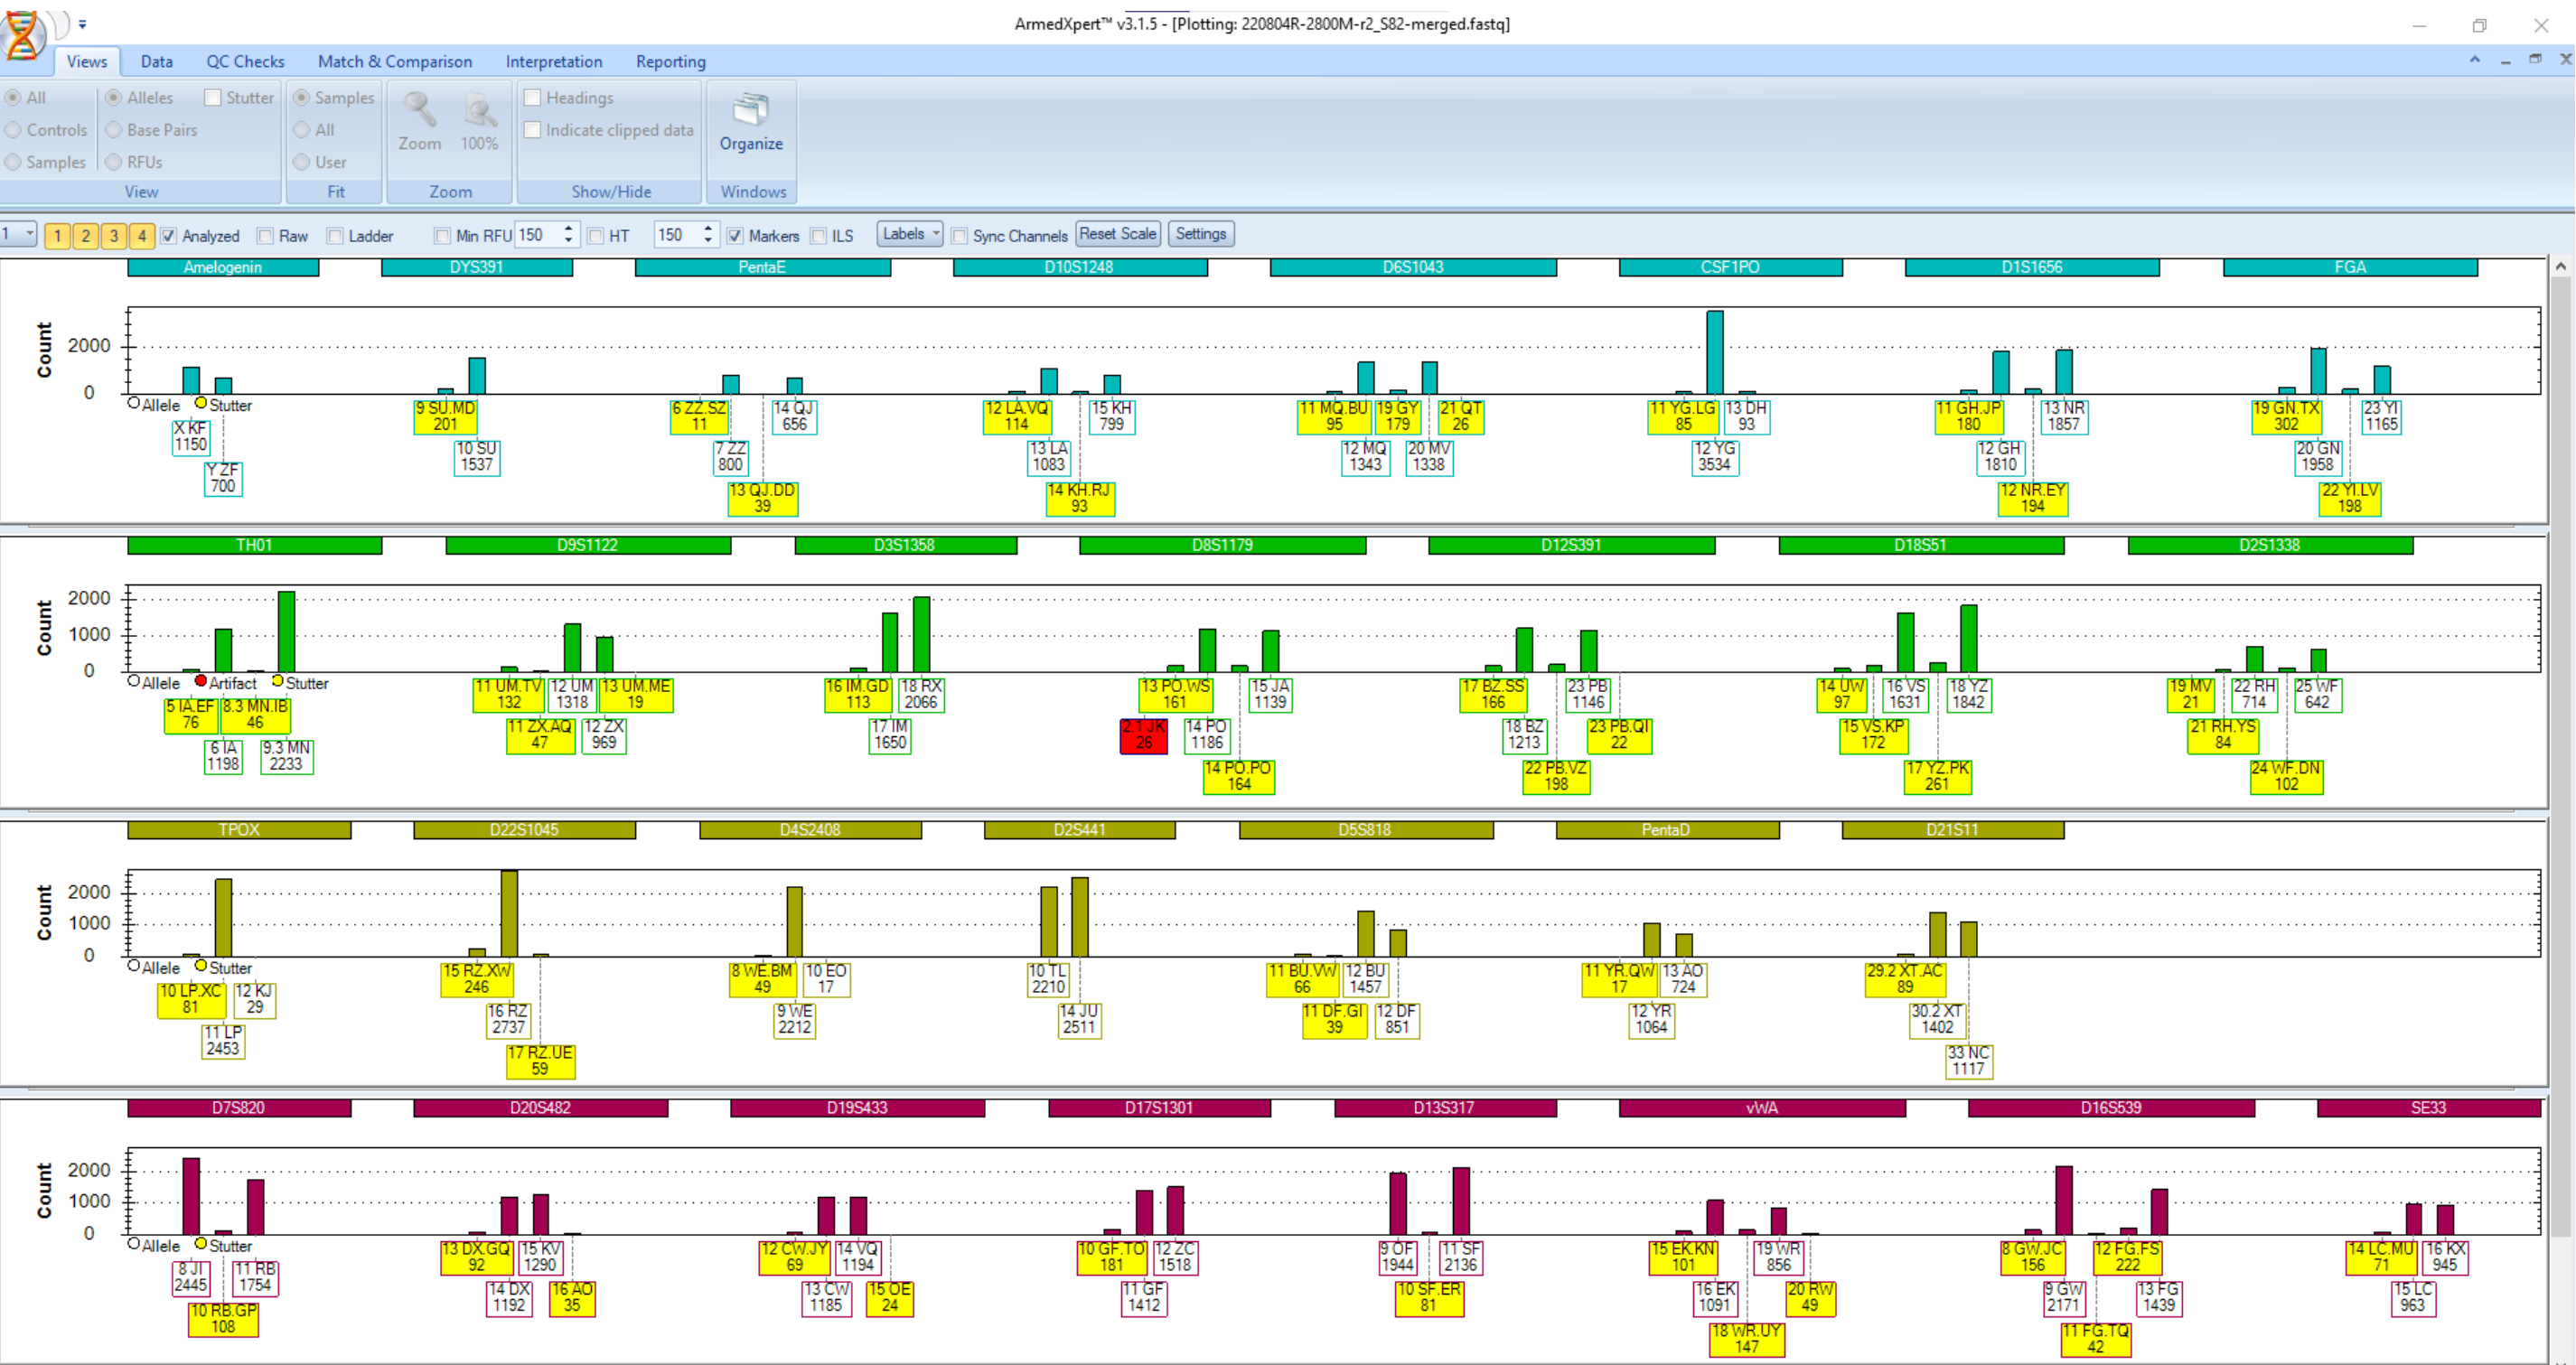 ArmedXpert™ v3.1.5 - [Plotting: 220804R-2800M-r2_S82-merged.fastq]
Views Data QC Checks Match & Comparison Interpretation Reporting
All Alleles Stutter Samples Headings
Controls Base Pairs All Indicate clipped data
Zoom 100% Organize
Samples RFUs User
View Fit Zoom Show/Hide Windows
1 1 2 3 4 Analyzed Raw Ladder Min RFU 150 HT 150 Markers ILS Labels Sync Channels Reset Scale Settings
Amelogenin DYS391 PentaE D10S1248 D6S1043 CSF1PO D1S1656 FGA
Count
2000
0
Allele Stutter
9 SU.MD 6 ZZ.SZ 14 QJ 12 LA.VQ 15 KH 11 MQ.BU 19 GY 21 QT 11 YG.LG 13 DH 11 GH.JP 13 NR 19 GN.TX 23 YI
201 11 656 114 799 95 179 26 85 93 180 1857 302 1165
X KF
1150
10 SU 7 ZZ 13 LA 12 MQ 20 MV 12 YG 12 GH 20 GN
1537 800 1083 1343 1338 3534 1810 1958
Y ZF
700
13 QJ.DD 14 KH.RJ 12 NR.EY 22 YI.LV
39 93 194 198
TH01 D9S1122 D3S1358 D8S1179 D12S391 D18S51 D2S1338
Count
2000
1000
0
Allele Artifact Stutter
11 UM.TV 12 UM 13 UM.ME 16 IM.GD 18 RX 13 PO.WS 15 JA 17 BZ.SS 23 PB 14 UW 16 VS 18 YZ 19 MV 22 RH 25 WF
132 1318 19 113 2066 161 1139 166 1146 97 1631 1842 21 714 642
5 IA.EF 8.3 MN.IB
76 46
11 ZX.AQ 12 ZX 17 IM 2.1 JK 14 PO 18 BZ 23 PB.QI 15 VS.KP 21 RH.YS
47 969 1650 26 1186 1213 22 172 84
6 IA 9.3 MN
1198 2233
14 PO.PO 22 PB.VZ 17 YZ.PK 24 WF.DN
164 198 261 102
TPOX D22S1045 D4S2408 D2S441 D5S818 PentaD D21S11
Count
2000
1000
0
Allele Stutter
15 RZ.XW 8 WE.BM 10 EO 10 TL 11 BU.VW 12 BU 11 YR.QW 13 AO 29.2 XT.AC
246 49 17 2210 66 1457 17 724 89
10 LP.XC 12 KJ
81 29
16 RZ 9 WE 14 JU 11 DF.GI 12 DF 12 YR 30.2 XT
2737 2212 2511 39 851 1064 1402
11 LP
2453
17 RZ.UE 33 NC
59 1117
D7S820 D20S482 D19S433 D17S1301 D13S317 vWA D16S539 SE33
Count
2000
1000
0
Allele Stutter
13 DX.GQ 15 KV 12 CW.JY 14 VQ 10 GF.TO 12 ZC 9 OF 11 SF 15 EK.KN 19 WR 8 GW.JC 12 FG.FS 14 LC.MU 16 KX
92 1290 69 1194 181 1518 1944 2136 101 856 156 222 71 945
8 JI 11 RB
2445 1754
14 DX 16 AO 13 CW 15 OE 11 GF 10 SF.ER 16 EK 20 RW 9 GW 13 FG 15 LC
1192 35 1185 24 1412 81 1091 49 2171 1439 963
10 RB.GP
108
18 WR.UY 11 FG.TQ
147 42